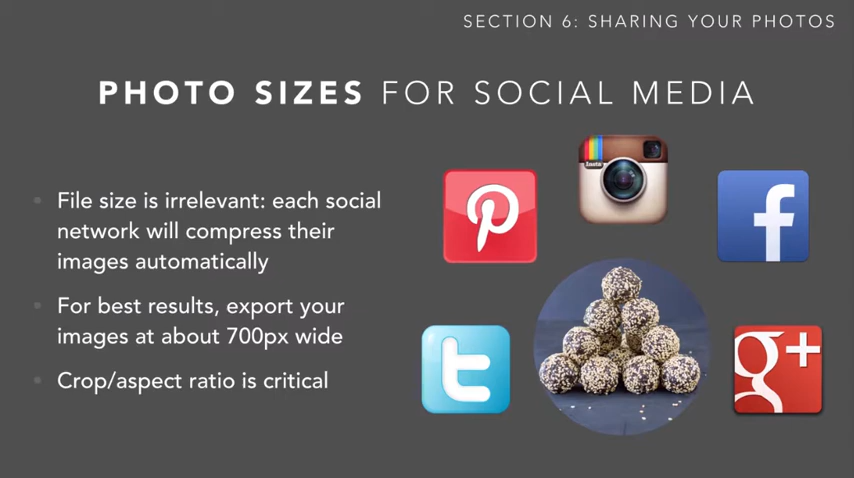 SECTION 6: SHARING YOUR PHOTOS
PHOTO SIZES FOR SOCIAL MEDIA
File size is irrelevant: each social
network will compress their
images automatically
For best results, export your
images at about 700px wide
Crop/aspect ratio is critical
Insta
f
t
g+